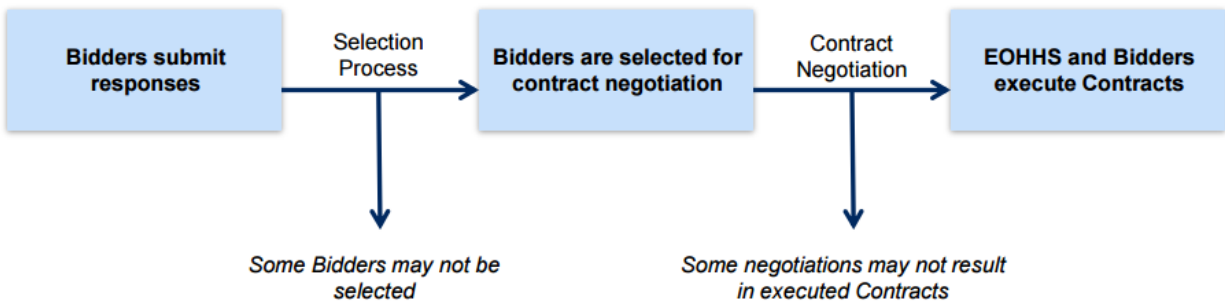 Bidders submit
responses
Selection
Process
Bidders are selected for
contract negotiation
Contract
Negotiation
EOHHS and Bidders
execute Contracts
Some Bidders may not be
selected
Some negotiations may not result
in executed Contracts